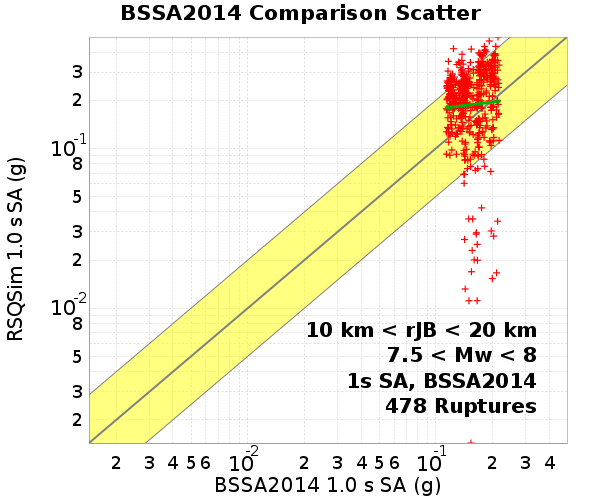 BSSA2014 Comparison Scatter
RSQSim 1.0 s SA (g)
3
2
10-1
8
5
3
2
10-2
8
5
3
2
10 km < rJB < 20 km
7.5 < Mw < 8
1s SA, BSSA2014
478 Ruptures
2 3 4 5 6 10-2 2 3 4 5 6 10-1 2 3 4
BSSA2014 1.0 s SA (g)